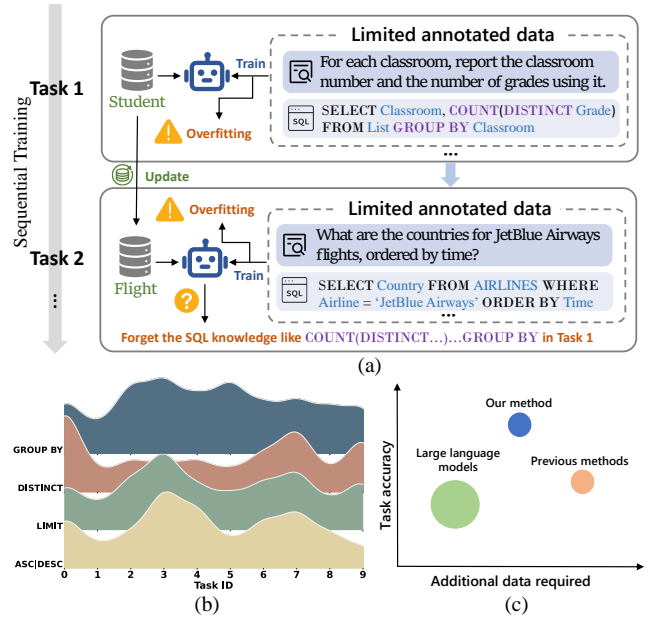 Sequential Training
Task 1
Student
Train
Overfitting
Limited annotated data
For each classroom, report the classroom
number and the number of grades using it.
SQL
SELECT Classroom, COUNT(DISTINCT Grade)
FROM List GROUP BY Classroom
...
Update
Task 2
Flight
Overfitting
Train
Limited annotated data
What are the countries for JetBlue Airways
flights, ordered by time?
SQL
SELECT Country FROM AIRLINES WHERE
Airline = ‘JetBlue Airways’ ORDER BY Time
...
...
Forget the SQL knowledge like COUNT(DISTINCT...)...GROUP BY in Task 1
(a)
GROUP BY
DISTINCT
LIMIT
ASC|DESC
0 1 2 3 4 5 6 7 8 9
Task ID
(b)
Task accuracy
Our method
Large language
models
Previous methods
Additional data required
(c)